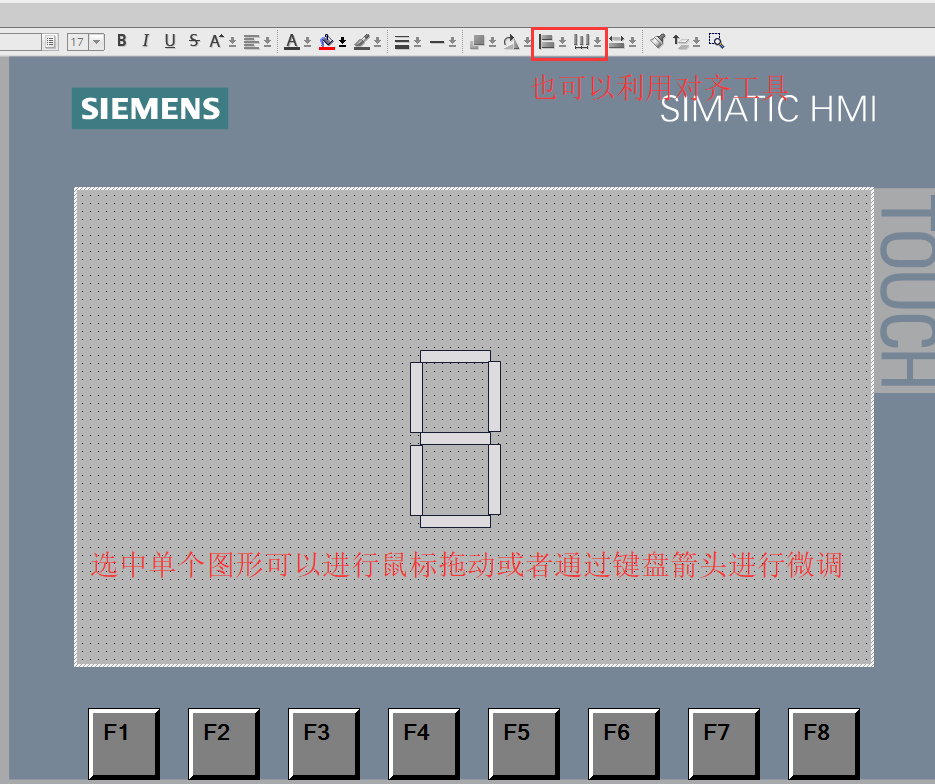 17 B I U S A A
也可以利用对齐工具
SIEMENS
SIMATIC HMI
TOUCH
选中单个图形可以进行鼠标拖动或者通过键盘箭头进行微调
F1 F2 F3 F4 F5 F6 F7 F8